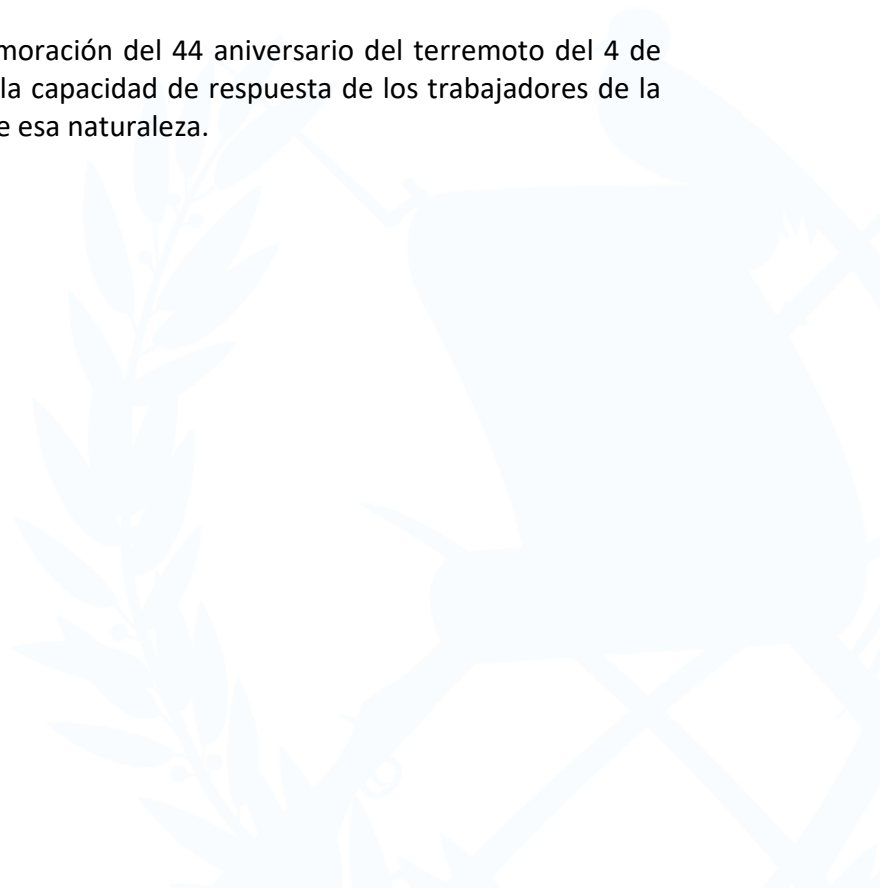 moración del 44 aniversario del terremoto del 4 de
la capacidad de respuesta de los trabajadores de la
e esa naturaleza.